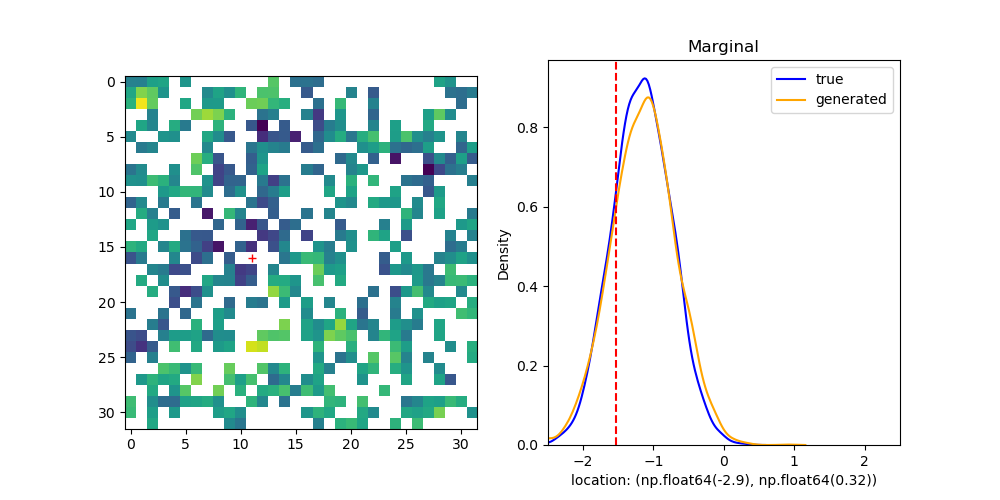 Marginal
true
generated
0
5
10
15
20
25
30
0 5 10 15 20 25 30
Density
0.8
0.6
0.4
0.2
0.0
−2 −1 0 1 2
location: (np.float64(-2.9), np.float64(0.32))